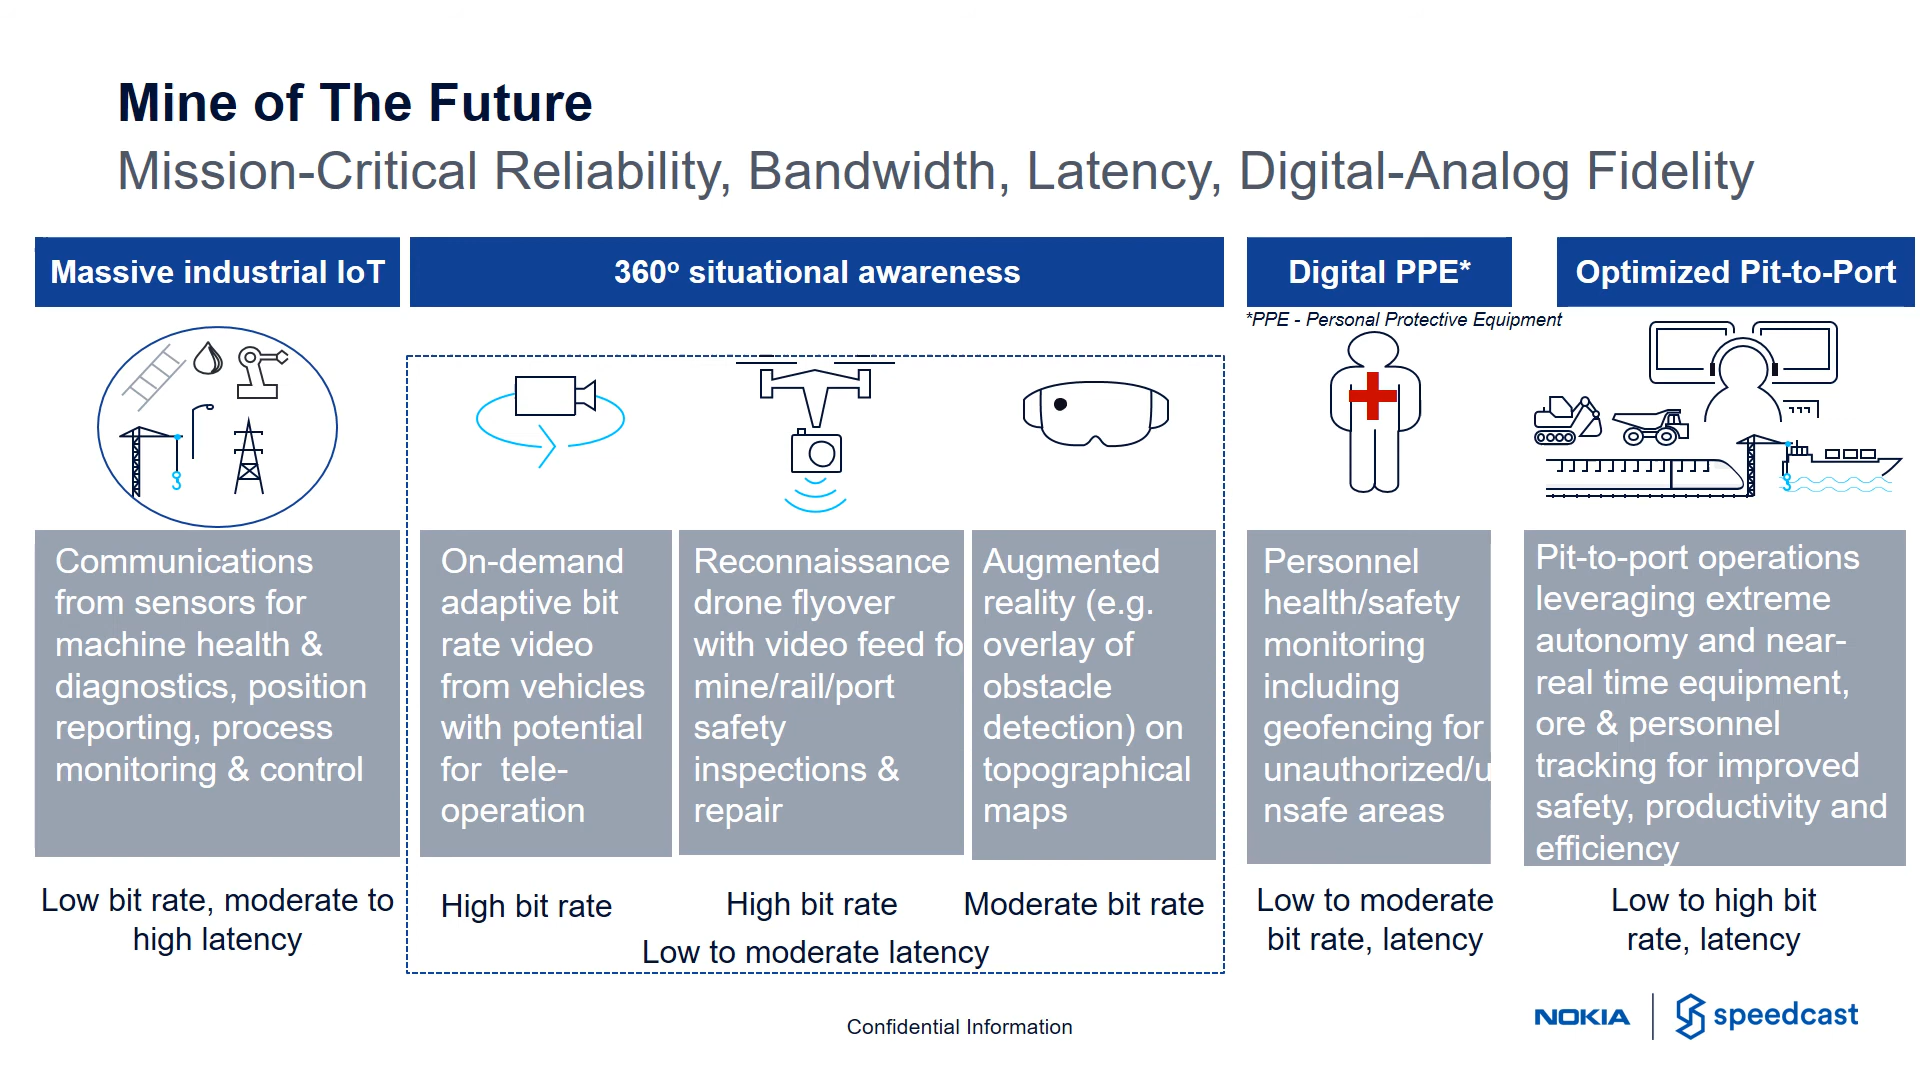 Mine of The Future
Mission-Critical Reliability, Bandwidth, Latency, Digital-Analog Fidelity
Massive industrial IoT
360º situational awareness
Digital PPE*
Optimized Pit-to-Port
*PPE - Personal Protective Equipment
Communications
from sensors for
machine health &
diagnostics, position
reporting, process
monitoring & control
On-demand
adaptive bit
rate video
from vehicles
with potential
for  tele-
operation
Reconnaissance
drone flyover
with video feed fo
mine/rail/port
safety
inspections &
repair
Augmented
reality (e.g.
overlay of
obstacle
detection) on
topographical
maps
Personnel
health/safety
monitoring
including
geofencing for
unauthorized/u
nsafe areas
Pit-to-port operations
leveraging extreme
autonomy and near-
real time equipment,
ore & personnel
tracking for improved
safety, productivity and
efficiency
Low bit rate, moderate to
high latency
High bit rate
High bit rate
Moderate bit rate
Low to moderate latency
Low to moderate
bit rate, latency
Low to high bit
rate, latency
Confidential Information
NOKIA
speedcast